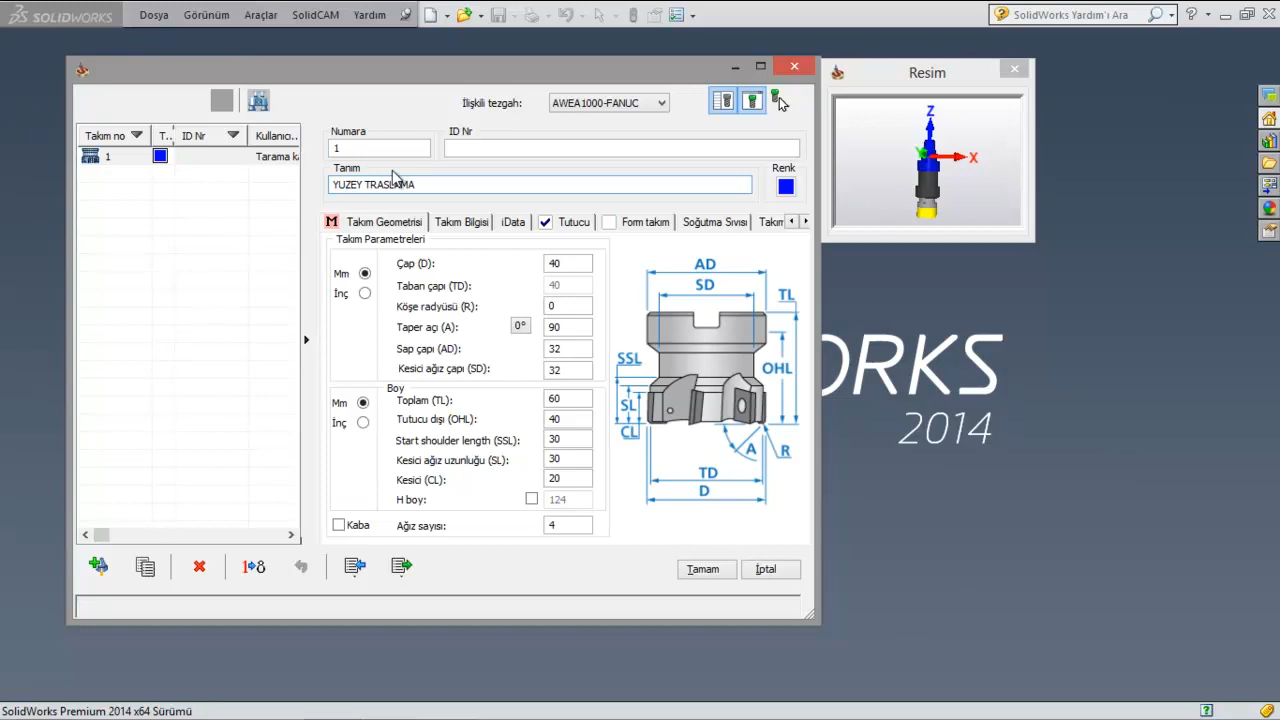 SOLIDWORKS
Dosya
Görünüm
Araçlar
SolidCAM
Yardım
SolidWorks Yardım'ı Ara
İlişkili tezgah:
AWEA1000-FANUC
Resim
Z
Y
X
Takım no
T..
ID Nr
Kullanıcı..
1
Tarama k
Numara
ID Nr
1
Tanım
Renk
YUZEY TRASLAMA
M
Takım Geometrisi
Takım Bilgisi
iData
Tutucu
Form takım
Soğutma Sıvısı
Takım
Takım Parametreleri
Mm
İnç
Çap (D):
40
Taban çapı (TD):
40
Köşe radyüsü (R):
0
Taper açı (A):
0°
90
Sap çapı (AD):
32
Kesici ağız çapı (SD):
32
Boy
Mm
İnç
Toplam (TL):
60
Tutucu dışı (OHL):
40
Start shoulder length (SSL):
30
Kesici ağız uzunluğu (SL):
30
Kesici (CL):
20
H boy:
124
Kaba
Ağız sayısı:
4
AD
SD
TL
SSL
OHL
SL
CL
A
R
TD
D
ORKS
2014
1 8
Tamam
İptal
SolidWorks Premium 2014 x64 Sürümü